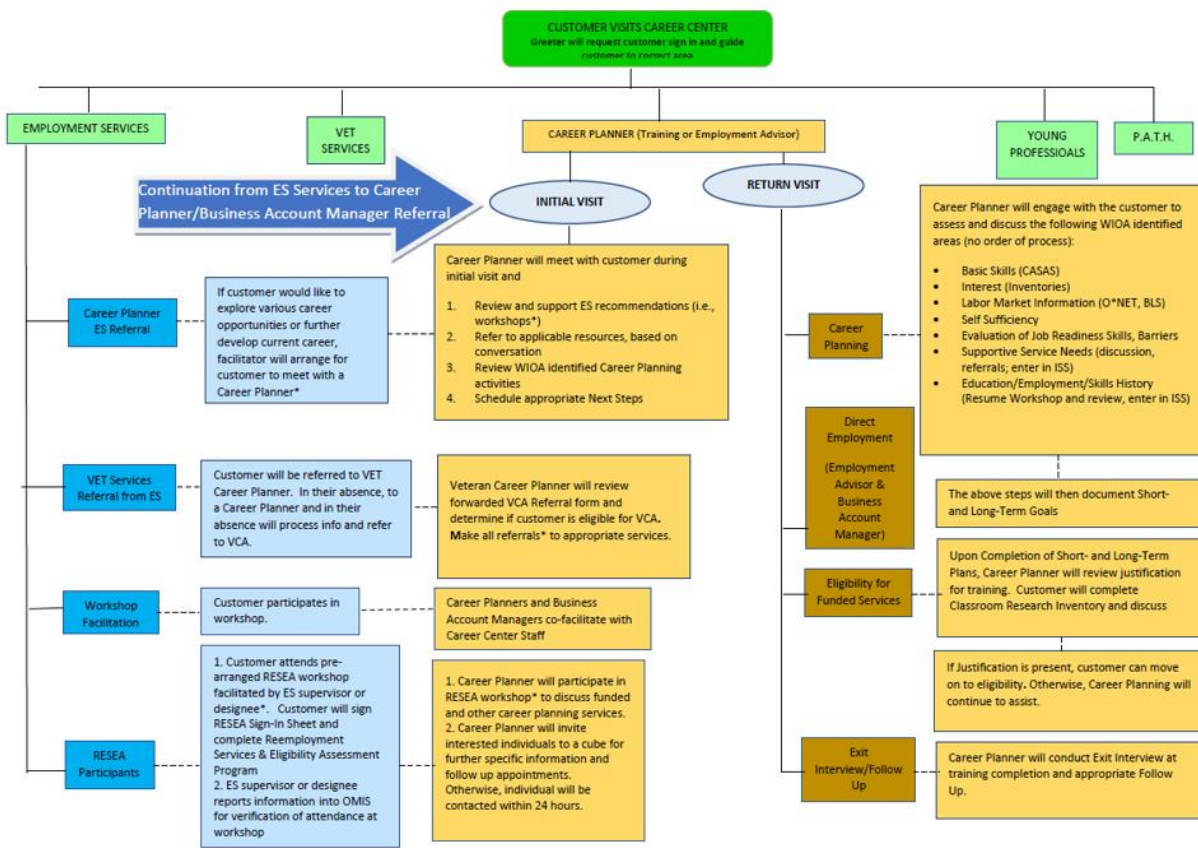 CUSTOMER VISITS CAREER CENTER
Greeter will request customer sign in and guide
customer to correct area
EMPLOYMENT SERVICES
VET
SERVICES
CAREER PLANNER (Training or Employment Advisor)
YOUNG
PROFESSIOALS
P.A.T.H.
Continuation from ES Services to Career
Planner/Business Account Manager Referral
INITIAL VISIT
RETURN VISIT
Career Planner
ES Referral
If customer would like to
explore various career
opportunities or further
develop current career,
facilitator will arrange for
customer to meet with a
Career Planner*
Career Planner will meet with customer during
initial visit and
1. Review and support ES recommendations (i.e.,
workshops*)
2. Refer to applicable resources, based on
conversation
3. Review WIOA identified Career Planning
activities
4. Schedule appropriate Next Steps
VET Services
Referral from ES
Customer will be referred to VET
Career Planner. In their absence, to
a Career Planner and in their
absence will process info and refer
to VCA.
Veteran Career Planner will review
forwarded VCA Referral form and
determine if customer is eligible for VCA.
Make all referrals* to appropriate services.
Workshop
Facilitation
Customer participates in
workshop.
Career Planners and Business
Account Managers co-facilitate with
Career Center Staff
RESEA
Participants
1. Customer attends pre-
arranged RESEA workshop
facilitated by ES supervisor or
designee*. Customer will sign
RESEA Sign-In Sheet and
complete Reemployment
Services & Eligibility Assessment
Program
2. ES supervisor or designee
reports information into OMIS
for verification of attendance at
workshop
1. Career Planner will participate in
RESEA workshop* to discuss funded
and other career planning services.
2. Career Planner will invite
interested individuals to a cube for
further specific information and
follow up appointments.
Otherwise, individual will be
contacted within 24 hours.
Career
Planning
Career Planner will engage with the customer to
assess and discuss the following WIOA identified
areas (no order of process):
• Basic Skills (CASAS)
• Interest (Inventories)
• Labor Market Information (O*NET, BLS)
• Self Sufficiency
• Evaluation of Job Readiness Skills, Barriers
• Supportive Service Needs (discussion,
referrals; enter in ISS)
• Education/Employment/Skills History
(Resume Workshop and review, enter in ISS)
Direct
Employment
(Employment
Advisor &
Business
Account
Manager)
The above steps will then document Short-
and Long-Term Goals
Eligibility for
Funded Services
Upon Completion of Short- and Long-Term
Plans, Career Planner will review justification
for training. Customer will complete
Classroom Research Inventory and discuss
If Justification is present, customer can move
on to eligibility. Otherwise, Career Planning will
continue to assist.
Exit
Interview/Follow
Up
Career Planner will conduct Exit Interview at
training completion and appropriate Follow
Up.